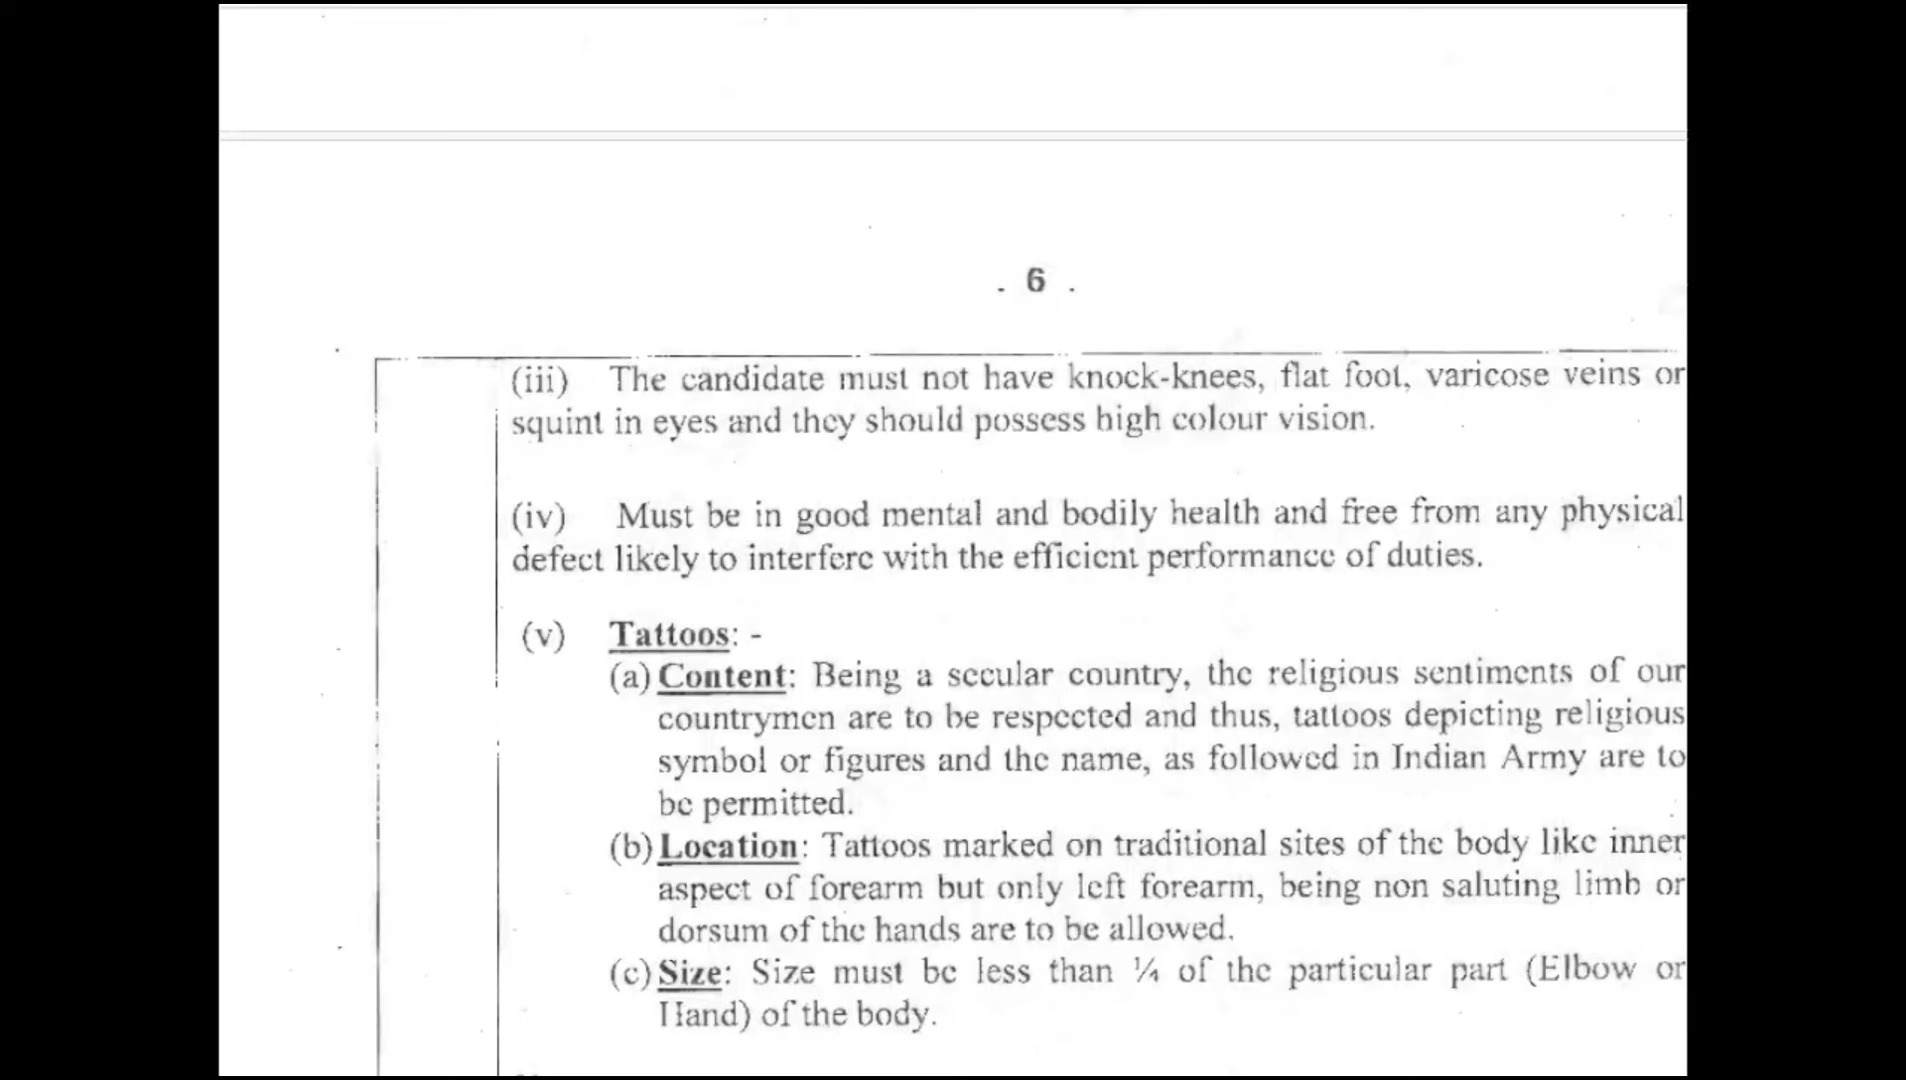 . 6 .
(iii) The candidate must not have knock-knees, flat foot, varicose veins or
squint in eyes and they should possess high colour vision.
(iv) Must be in good mental and bodily health and free from any physical
defect likely to interfere with the efficient performance of duties.
(v) Tattoos: -
(a) Content: Being a secular country, the religious sentiments of our
countrymen are to be respected and thus, tattoos depicting religious
symbol or figures and the name, as followed in Indian Army are to
be permitted.
(b) Location: Tattoos marked on traditional sites of the body like inner
aspect of forearm but only left forearm, being non saluting limb or
dorsum of the hands are to be allowed.
(c) Size: Size must be less than ¼ of the particular part (Elbow or
Hand) of the body.